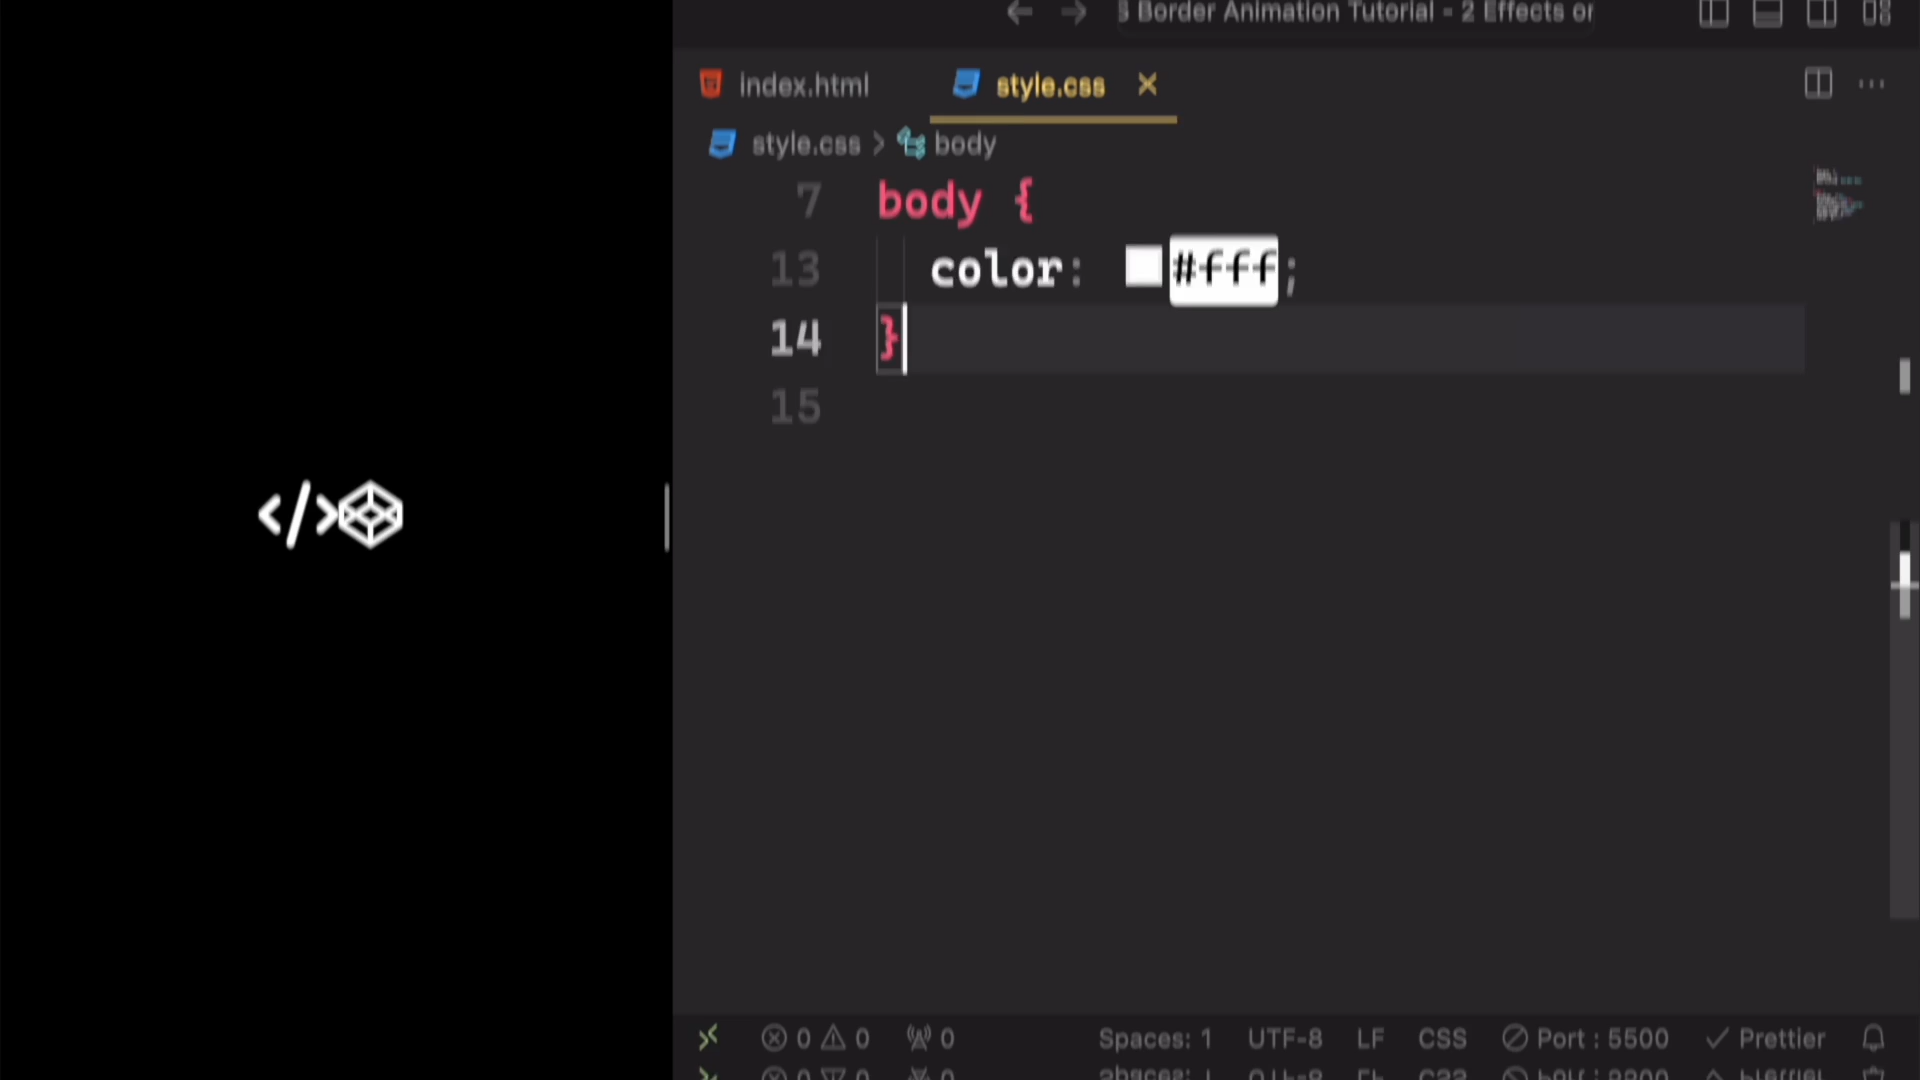 Border Animation Tutorial - 2 Effects or
index.html style.css
style.css > body
7 body {
13 color: #fff;
14 }
15
</>
0 0 0 Spaces: 1 UTF-8 LF CSS Port : 5500 Prettier